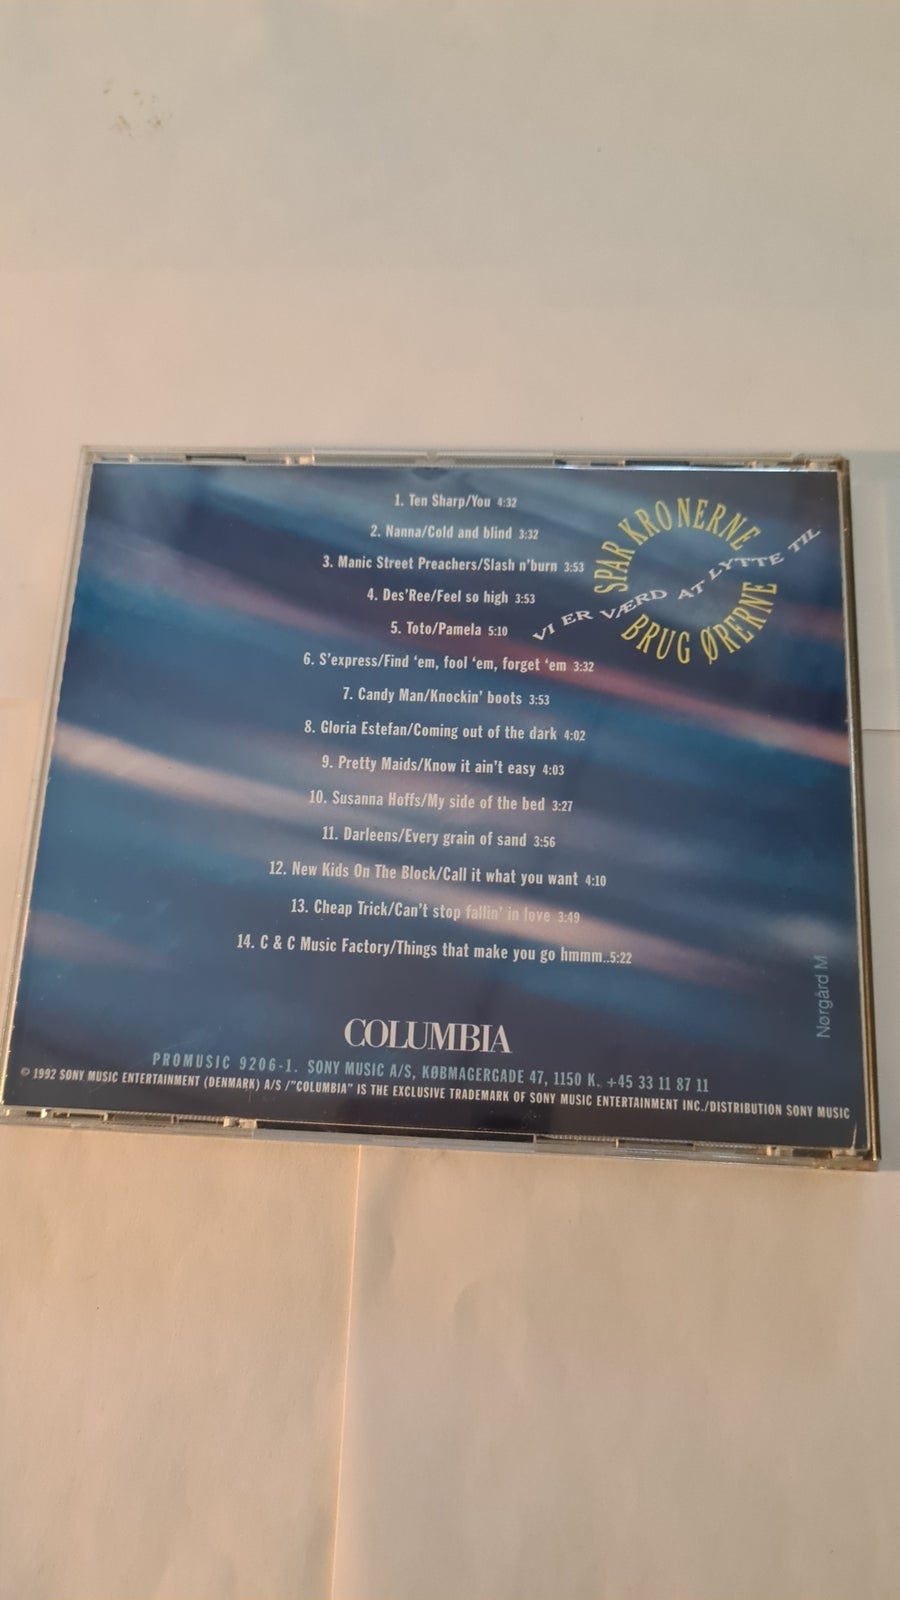 1. Ten Sharp/You 4:32
2. Nanna/Cold and blind 3:32
3. Manic Street Preachers/Slash n'burn 3:53
4. Des'Ree/Feel so high 3:53
5. Toto/Pamela 5:10
6. S'express/Find 'em, fool 'em, forget 'em 3:32
7. Candy Man/Knockin' boots 3:53
8. Gloria Estefan/Coming out of the dark 4:02
9. Pretty Maids/Know it ain't easy 4:03
10. Susanna Hoffs/My side of the bed 3:27
11. Darleens/Every grain of sand 3:56
12. New Kids On The Block/Call it what you want 4:10
13. Cheap Trick/Can't stop fallin' in love 3:49
14. C & C Music Factory/Things that make you go hmmm..5:22
SPAR KRONERNE
VI ER VÆRD AT LYTTE TIL
BRUG ØRERNE
Nørgård M
COLUMBIA
PROMUSIC 9206-1. SONY MUSIC A/S, KØBMAGERGADE 47, 1150 K. +45 33 11 87 11
© 1992 SONY MUSIC ENTERTAINMENT (DENMARK) A/S /"COLUMBIA" IS THE EXCLUSIVE TRADEMARK OF SONY MUSIC ENTERTAINMENT INC./DISTRIBUTION SONY MUSIC